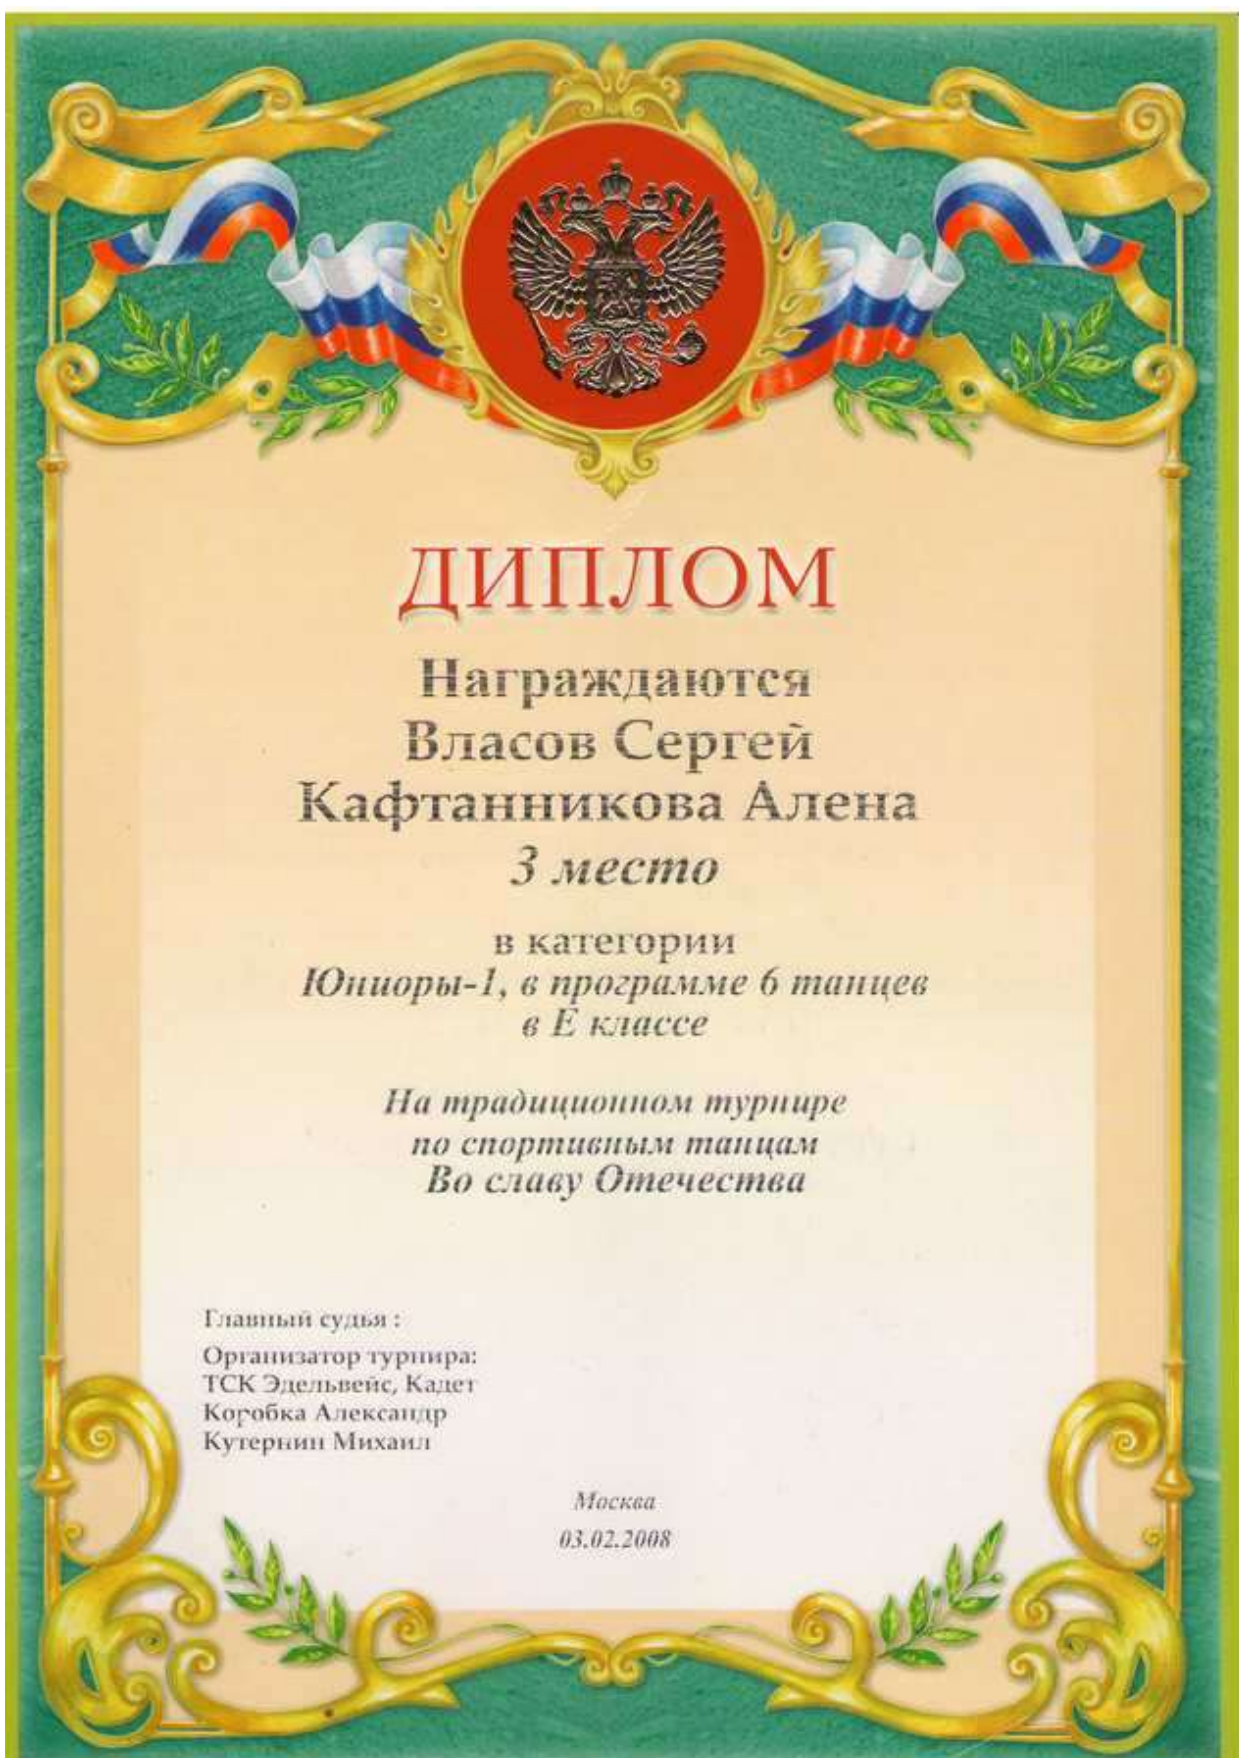 ДИПЛОМ
Награждаются
Власов Сергей
Кафтанникова Алена
3 место
в категории
Юниоры-1, в программе 6 танцев
в Е классе
На традиционном турнире
по спортивным танцам
Во славу Отечества
Главный судья :
Организатор турнира:
ТСК Эдельвейс, Кадет
Коробка Александр
Кутернин Михаил
Москва
03.02.2008